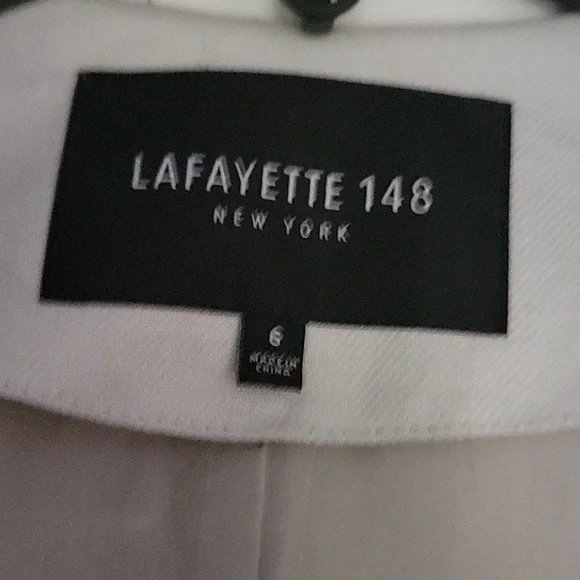 LAFAYETTE 148
NEW YORK
6
MADE IN
CHINA